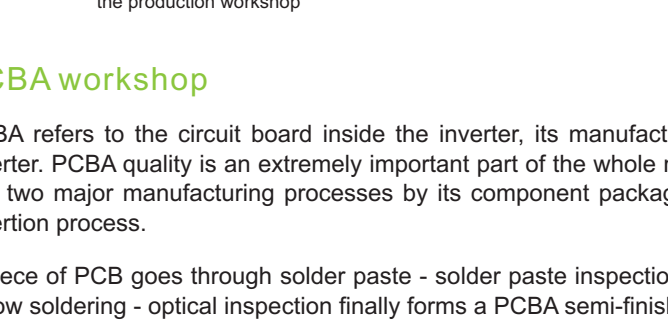 the production workshop
CBA workshop
BA refers to the circuit board inside the inverter, its manufact
erter. PCBA quality is an extremely important part of the whole
two major manufacturing processes by its component packag
ertion process.
iece of PCB goes through solder paste - solder paste inspectio
ow soldering - optical inspection finally forms a PCBA semi-finish